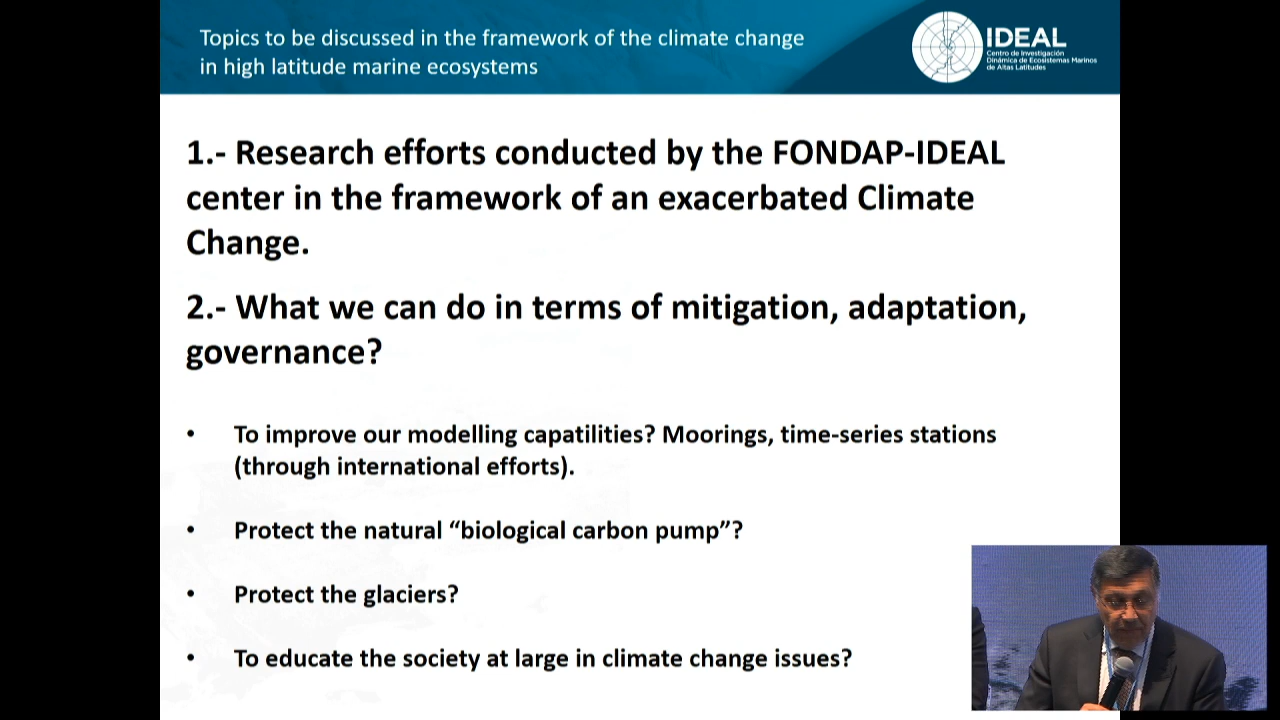 Topics to be discussed in the framework of the climate change
in high latitude marine ecosystems
IDEAL
Centro de Investigación
Dinámica de Ecosistemas Marinos
de Altas Latitudes
1.- Research efforts conducted by the FONDAP-IDEAL
center in the framework of an exacerbated Climate
Change.
2.- What we can do in terms of mitigation, adaptation,
governance?
• To improve our modelling capatilities? Moorings, time-series stations
(through international efforts).
• Protect the natural “biological carbon pump”?
• Protect the glaciers?
• To educate the society at large in climate change issues?